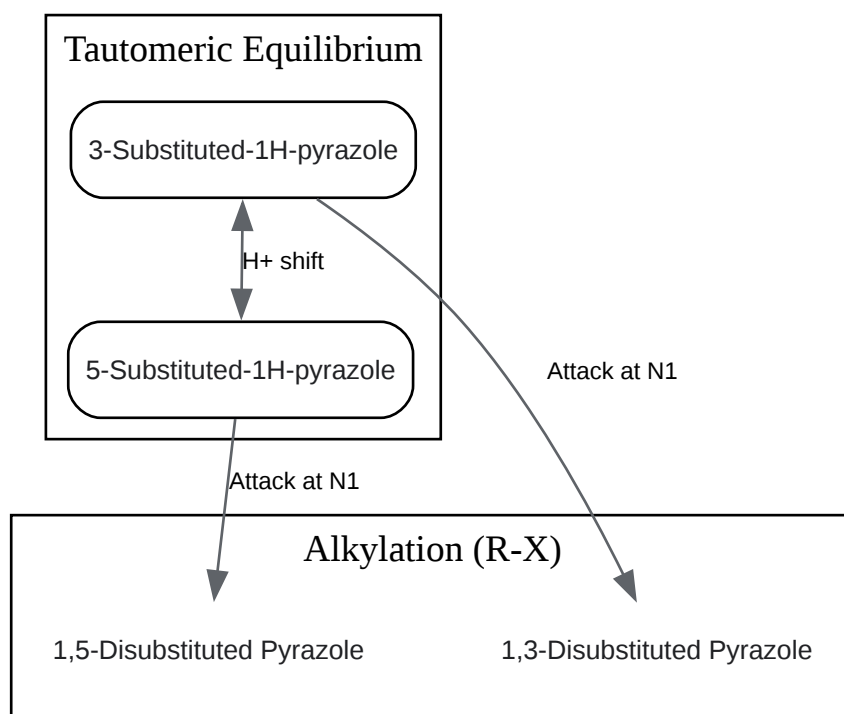 Tautomeric Equilibrium
3-Substituted-1H-pyrazole
H+ shift
5-Substituted-1H-pyrazole
Attack at N1
Attack at N1
Alkylation (R-X)
1,5-Disubstituted Pyrazole
1,3-Disubstituted Pyrazole